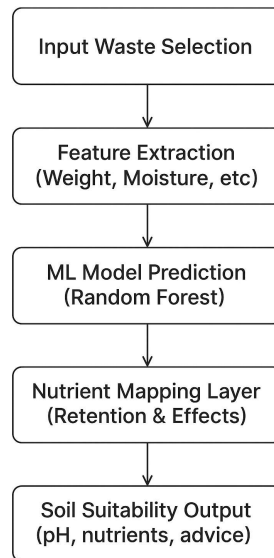 Input Waste Selection
Feature Extraction
(Weight, Moisture, etc)
ML Model Prediction
(Random Forest)
Nutrient Mapping Layer
(Retention & Effects)
Soil Suitability Output
(pH, nutrients, advice)